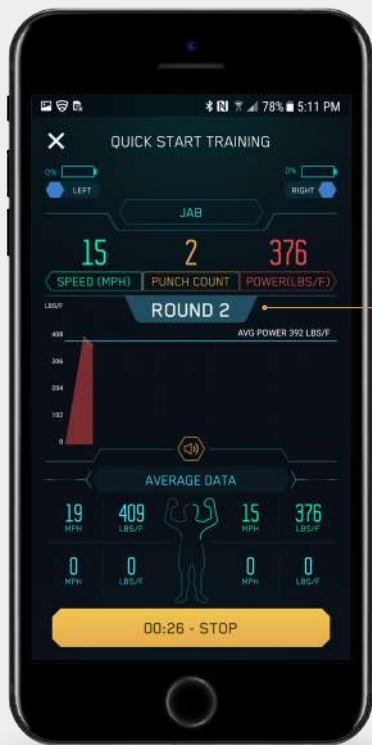 78% 5:11 PM
QUICK START TRAINING
0% 0%
LEFT RIGHT
JAB
15 2 376
SPEED (MPH) PUNCH COUNT POWER(LBS/F)
LBS/F ROUND 2
408 AVG POWER 392 LBS/F
306
204
102
0
AVERAGE DATA
19 409 15 376
MPH LBS/F MPH LBS/F
0 0 0 0
MPH LBS/F MPH LBS/F
00:26 - STOP